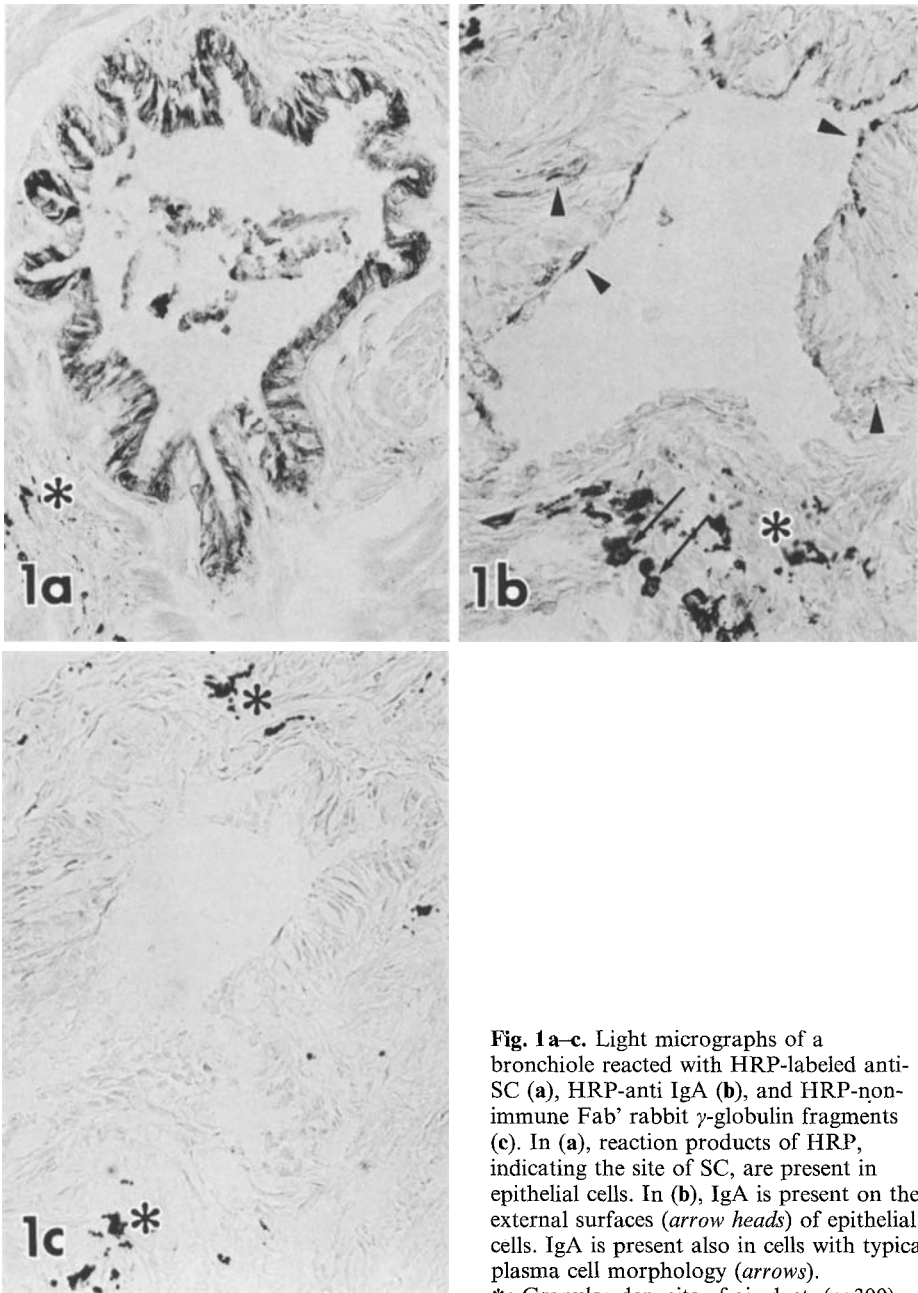 1a
1b
1c
Fig. 1a–c. Light micrographs of a
bronchiole reacted with HRP-labeled anti-
SC (a), HRP-anti IgA (b), and HRP-non-
immune Fab' rabbit γ-globulin fragments
(c). In (a), reaction products of HRP,
indicating the site of SC, are present in
epithelial cells. In (b), IgA is present on the
external surfaces (arrow heads) of epithelial
cells. IgA is present also in cells with typical
plasma cell morphology (arrows).